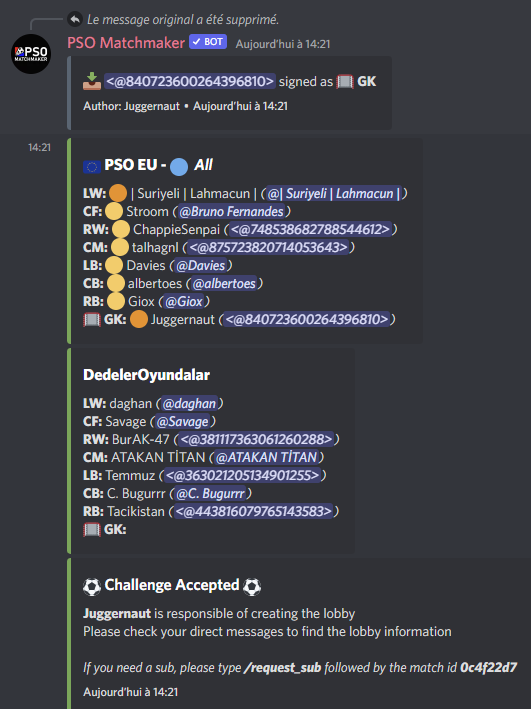 Le message original a été supprimé.
PSO MATCHMAKER
PSO Matchmaker ✓ BOT Aujourd'hui à 14:21
<@840723600264396810> signed as 🥅 GK
Author: Juggernaut • Aujourd'hui à 14:21
14:21
PSO EU - All
LW: | Suriyeli | Lahmacun | (@| Suriyeli | Lahmacun |)
CF: Stroom (@Bruno Fernandes)
RW: ChappieSenpai (<@748538682788544612>)
CM: talhagnl (<@875723820714053643>)
LB: Davies (@Davies)
CB: albertoes (@albertoes)
RB: Giox (@Giox)
🥅 GK: Juggernaut (<@840723600264396810>)
DedelerOyundalar
LW: daghan (@daghan)
CF: Savage (@Savage)
RW: BurAK-47 (<@381117363061260288>)
CM: ATAKAN TİTAN (@ATAKAN TİTAN)
LB: Temmuz (<@363021205134901255>)
CB: C. Bugurrr (@C. Bugurrr)
RB: Tacikistan (<@443816079765143583>)
🥅 GK:
⚽ Challenge Accepted ⚽
Juggernaut is responsible of creating the lobby
Please check your direct messages to find the lobby information
If you need a sub, please type /request_sub followed by the match id 0c4f22d7
Aujourd'hui à 14:21